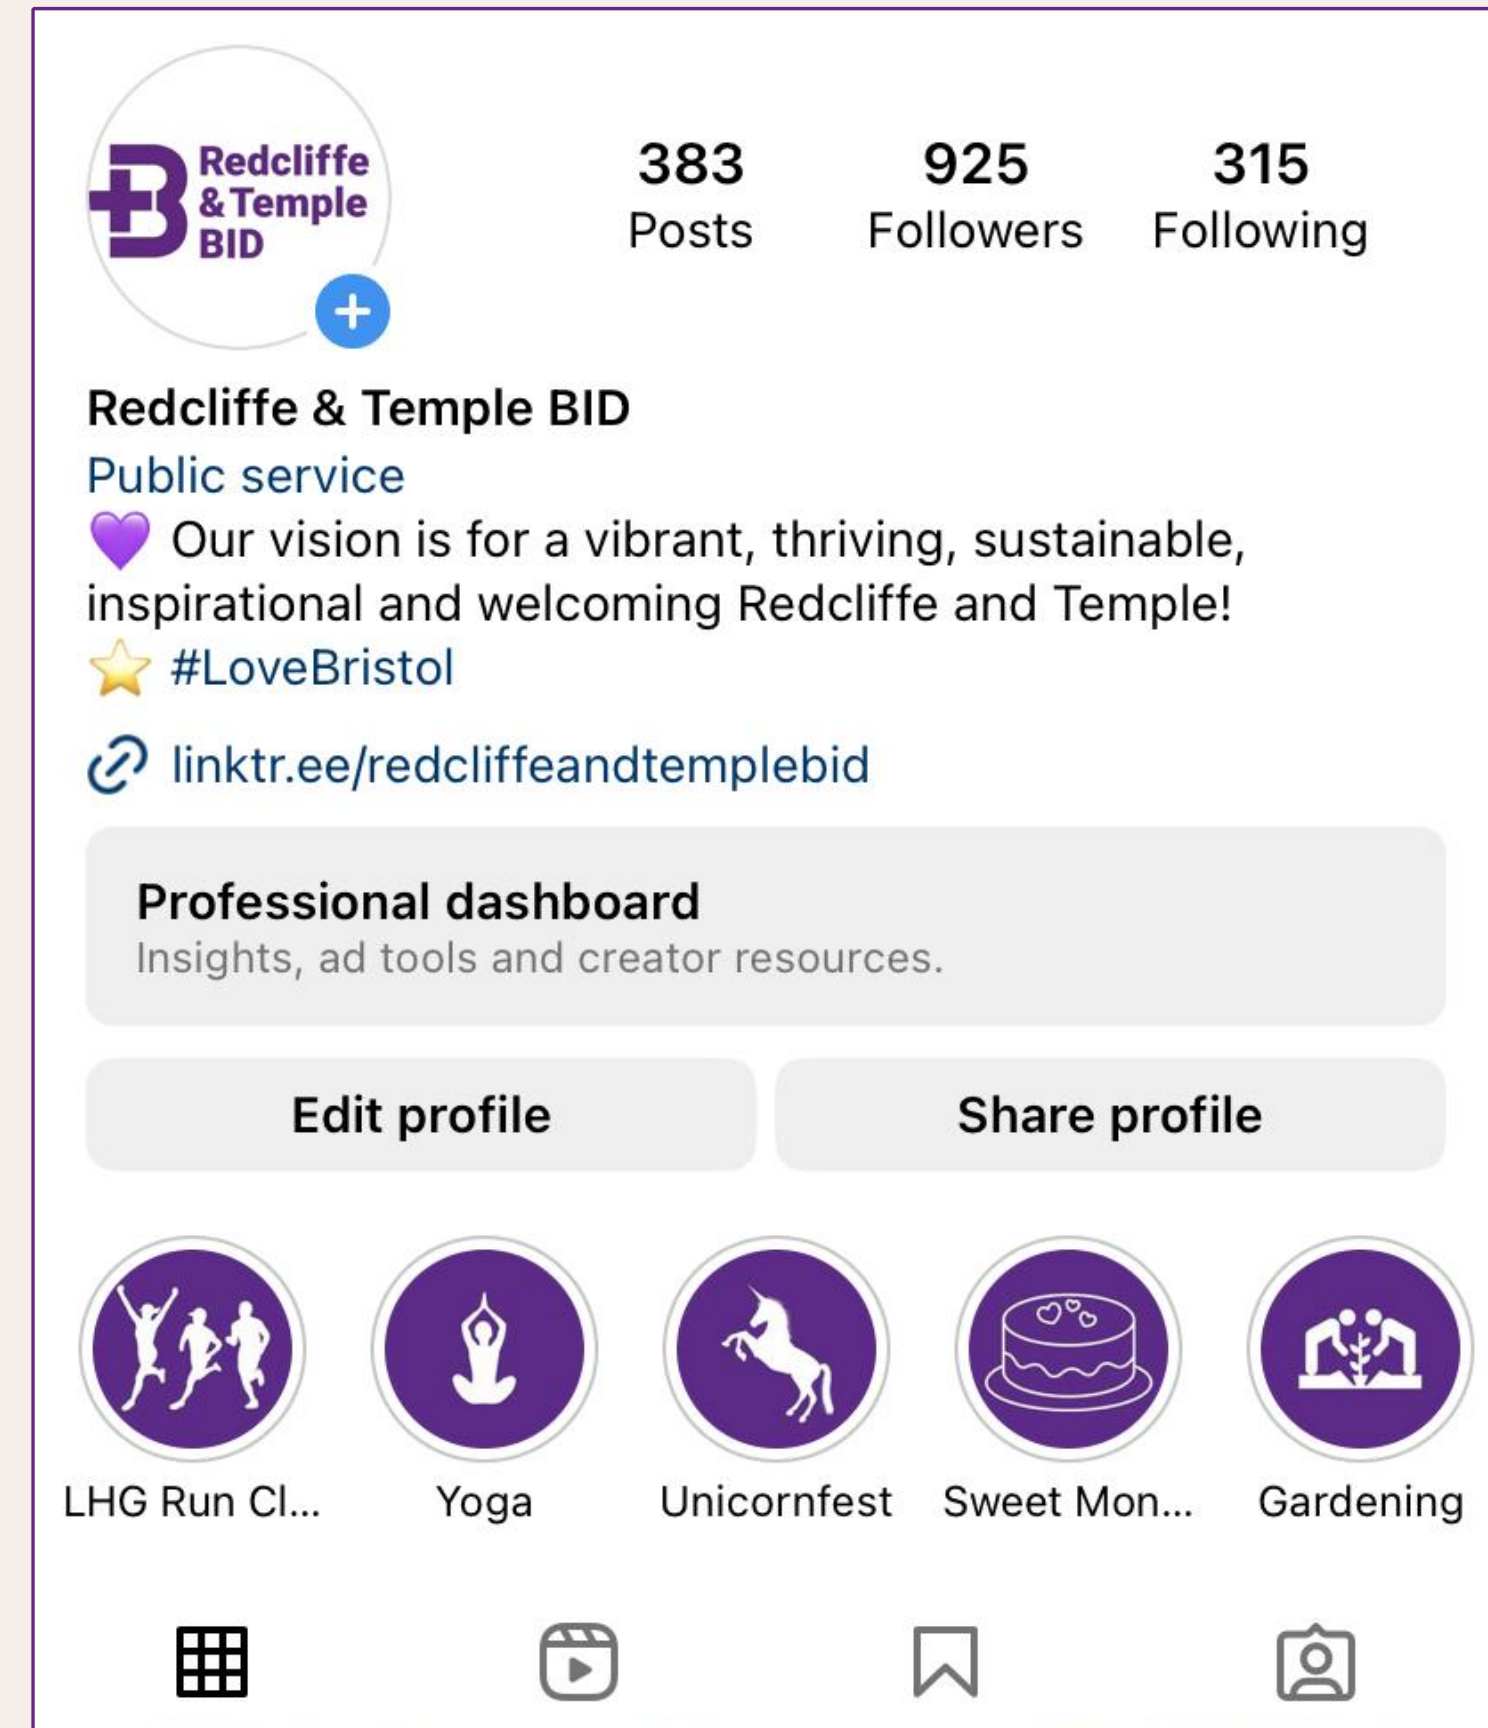 Redcliffe
& Temple
BID
383
Posts
925
Followers
315
Following
Redcliffe & Temple BID
Public service
💜 Our vision is for a vibrant, thriving, sustainable,
inspirational and welcoming Redcliffe and Temple!
⭐ #LoveBristol
linktr.ee/redcliffeandtemplebid
Professional dashboard
Insights, ad tools and creator resources.
Edit profile
Share profile
LHG Run Cl...
Yoga
Unicornfest
Sweet Mon...
Gardening